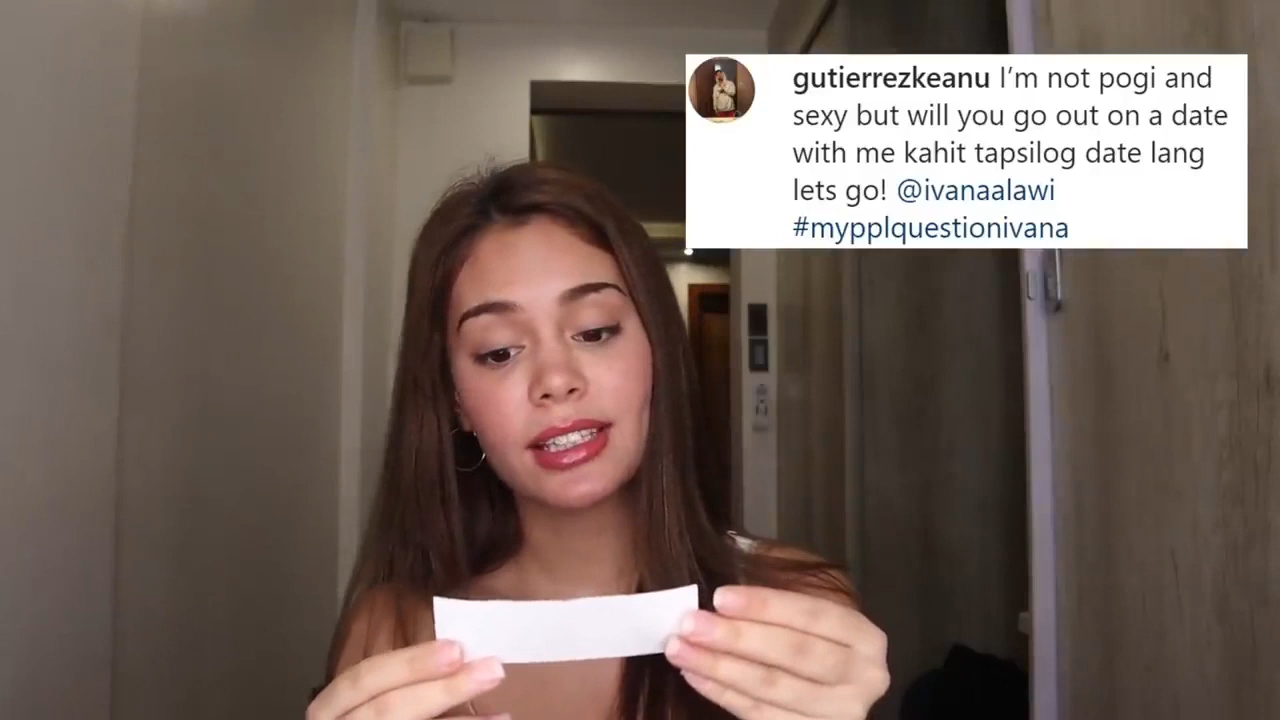 gutierrezkeanu I’m not pogi and
sexy but will you go out on a date
with me kahit tapsilog date lang
lets go! @ivanaalawi
#mypplquestionivana